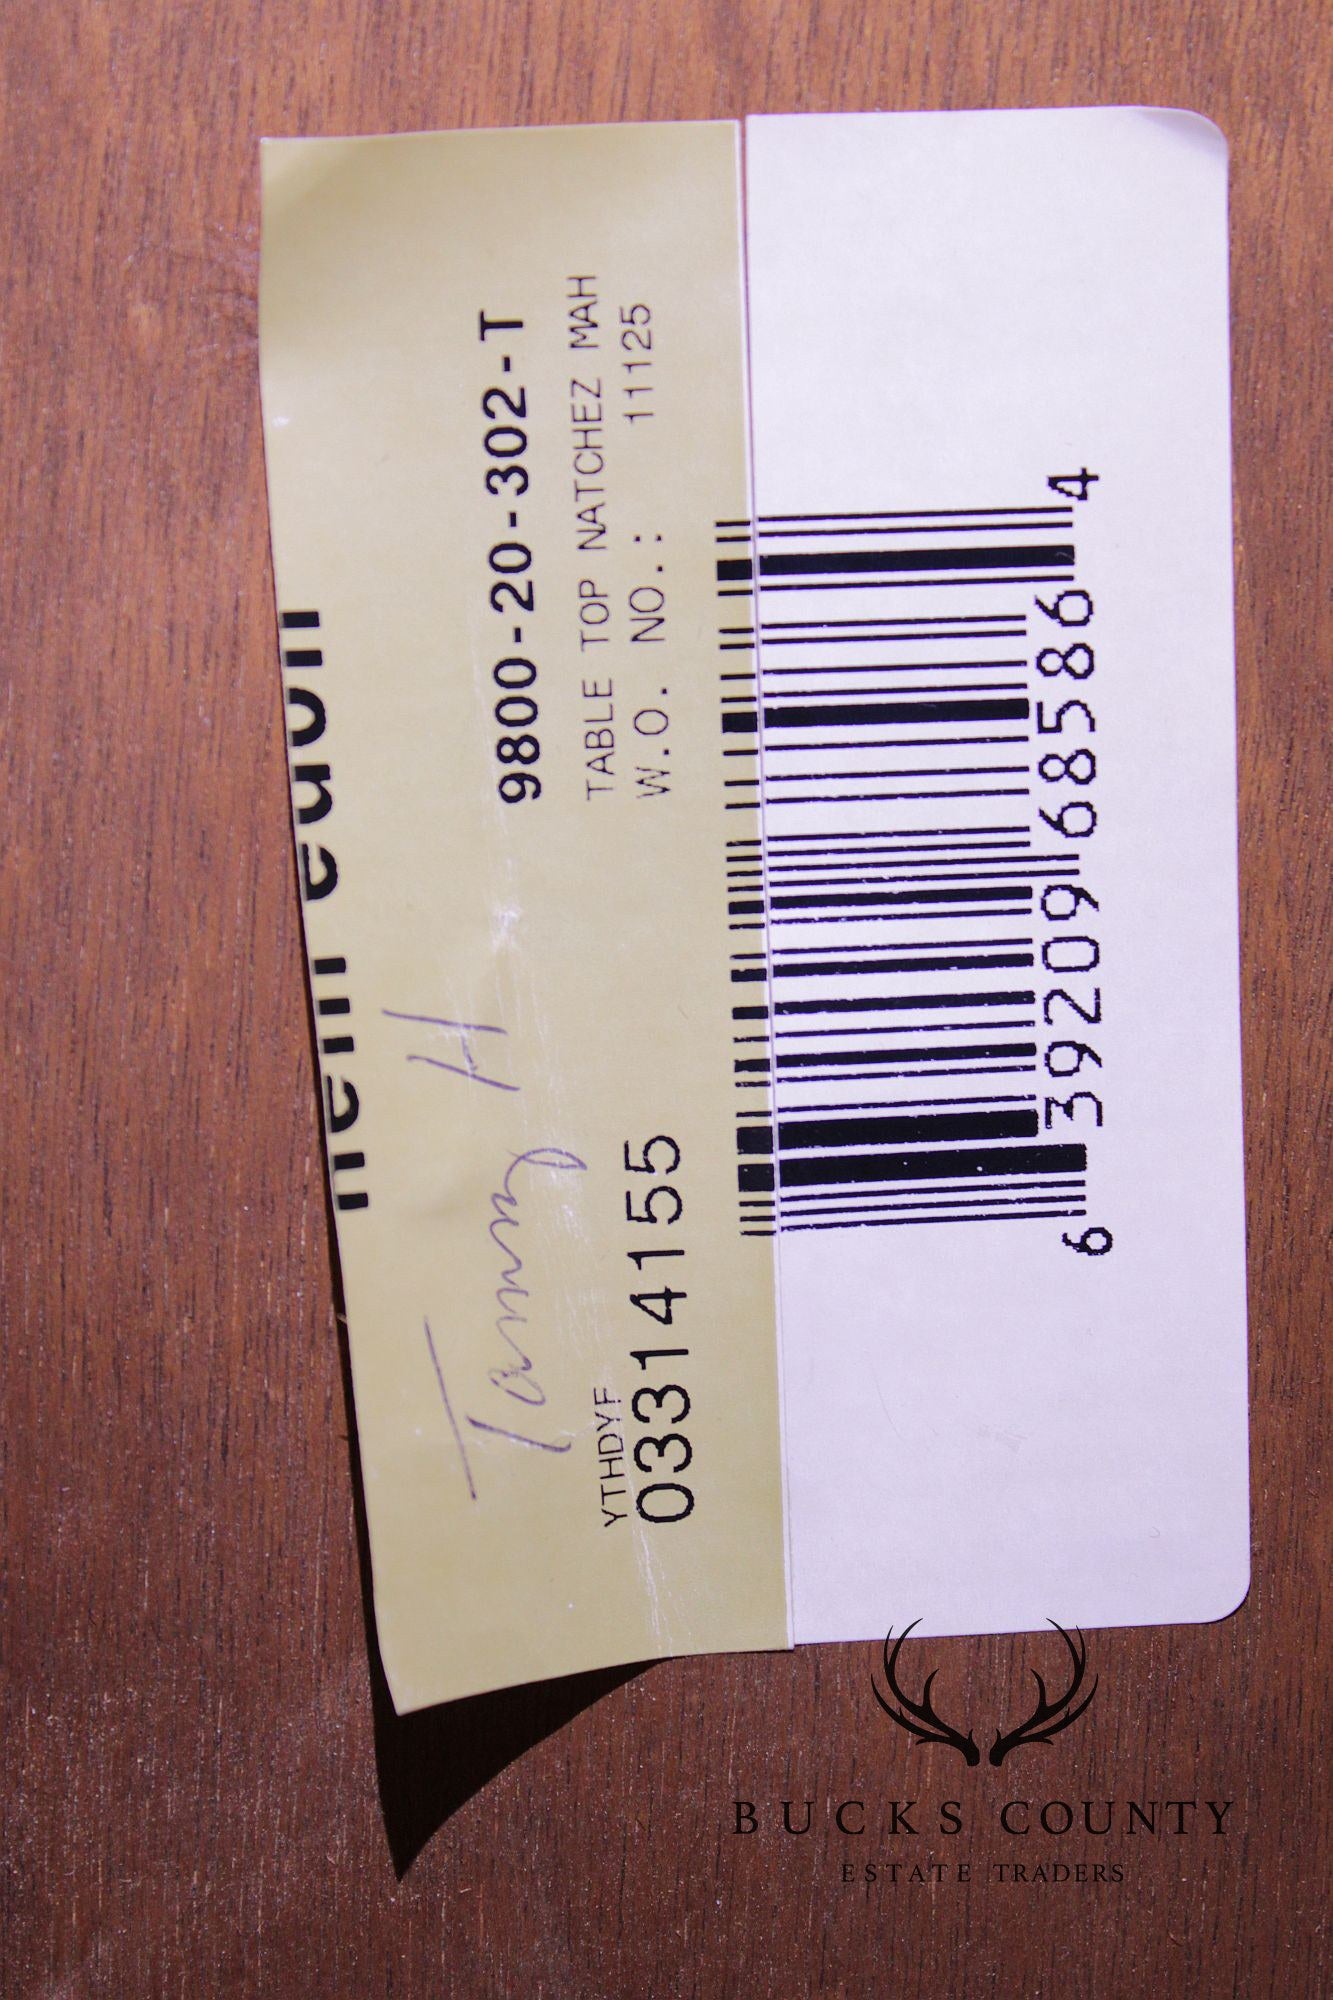 9800-20-302-T
TABLE TOP NATCHEZ MAH
W.O. NO.: 11125
Tommy H
YTHDYF
03314155
6 39209 68586 4
BUCKS COUNTY
ESTATE TRADERS